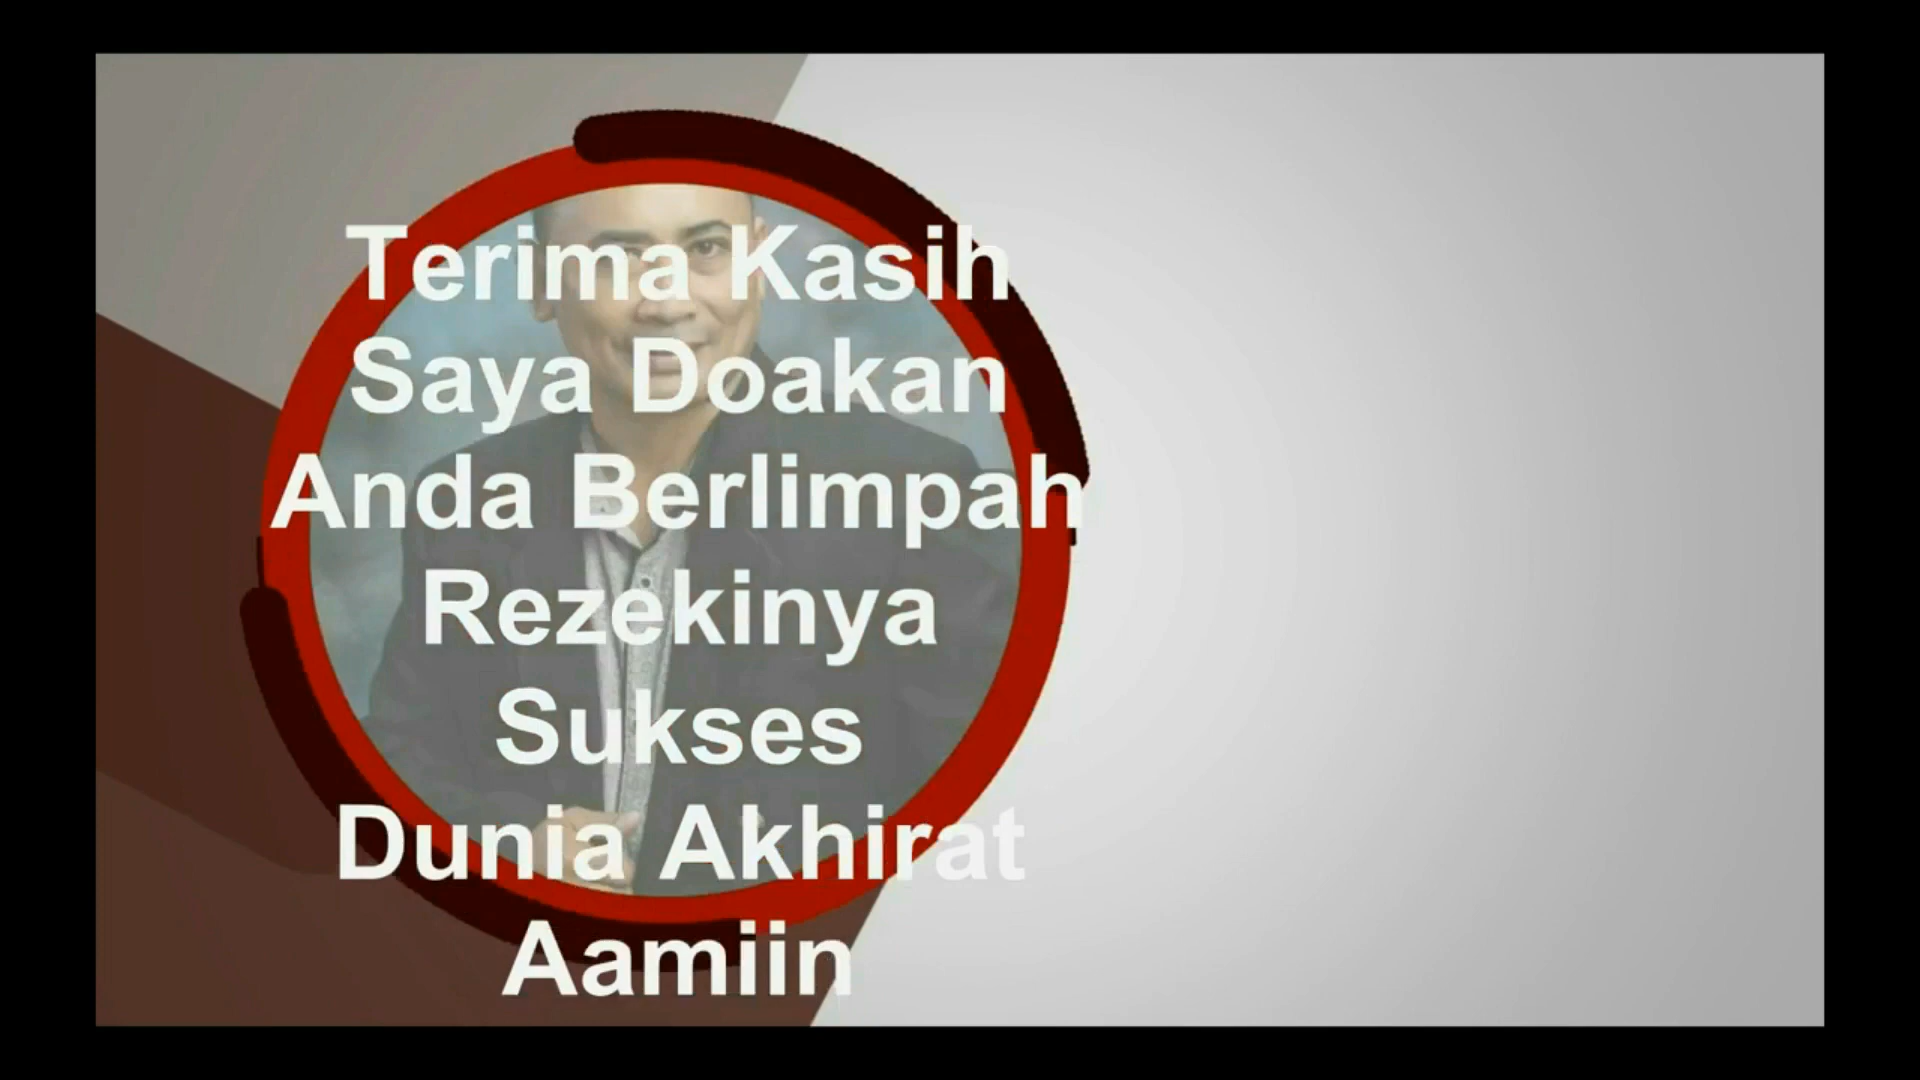 Terima Kasih
Saya Doakan
Anda Berlimpah
Rezekinya
Sukses
Dunia Akhirat
Aamiin